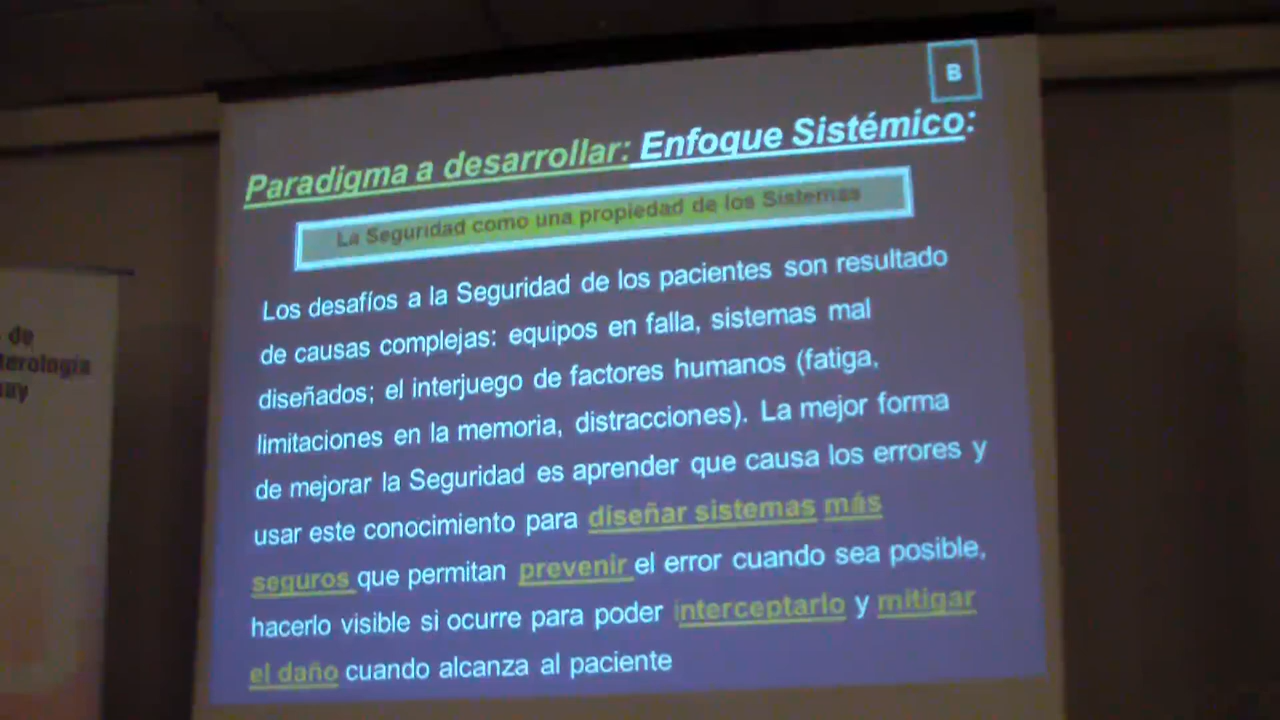 B
Paradigma a desarrollar: Enfoque Sistémico:
La Seguridad como una propiedad de los Sistemas
Los desafíos a la Seguridad de los pacientes son resultado
de causas complejas: equipos en falla, sistemas mal
diseñados; el interjuego de factores humanos (fatiga,
limitaciones en la memoria, distracciones). La mejor forma
de mejorar la Seguridad es aprender que causa los errores y
usar este conocimiento para diseñar sistemas más
seguros que permitan prevenir el error cuando sea posible,
hacerlo visible si ocurre para poder interceptarlo y mitigar
el daño cuando alcanza al paciente
de